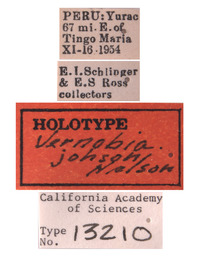 PERU: Yurac
67 mi. E. of
Tingo Maria
XI-16 1954
E.I.Schlinger
& E.S Ross
collectors
HOLOTYPE
Vernobia
johsoni
Nelson
California Academy
of Sciences
Type
No. 13210